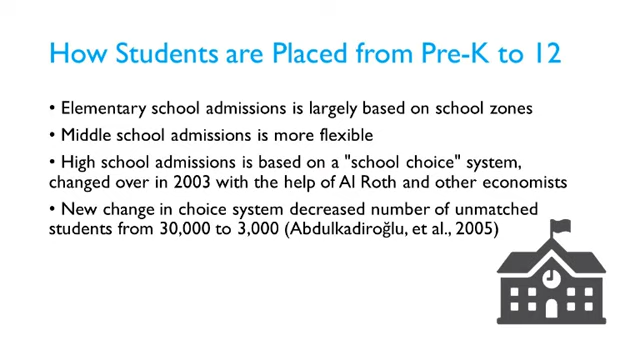 How Students are Placed from Pre-K to 12
• Elementary school admissions is largely based on school zones
• Middle school admissions is more flexible
• High school admissions is based on a "school choice" system,
changed over in 2003 with the help of Al Roth and other economists
• New change in choice system decreased number of unmatched
students from 30,000 to 3,000 (Abdulkadiroğlu, et al., 2005)